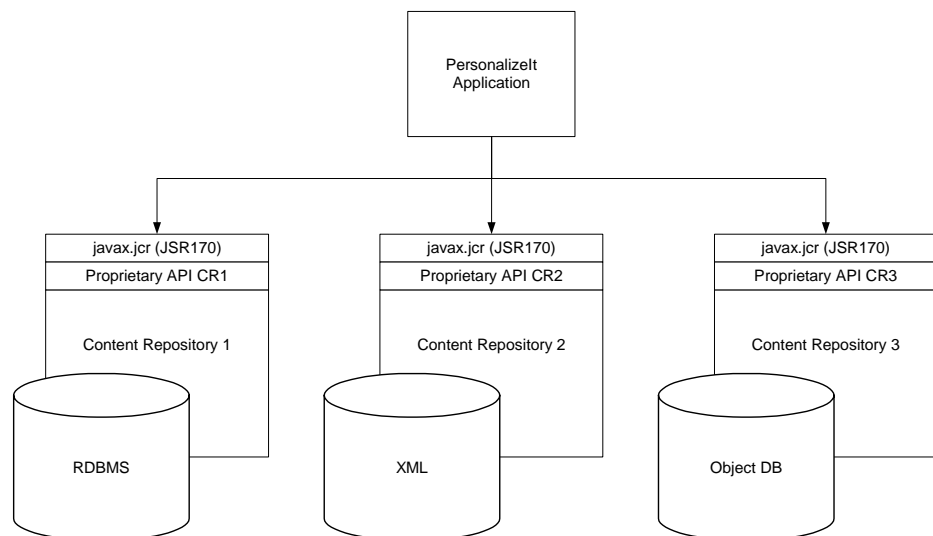 PersonalizeIt
Application
javax.jcr (JSR170)
Proprietary API CR1
Content Repository 1
RDBMS
javax.jcr (JSR170)
Proprietary API CR2
Content Repository 2
XML
javax.jcr (JSR170)
Proprietary API CR3
Content Repository 3
Object DB